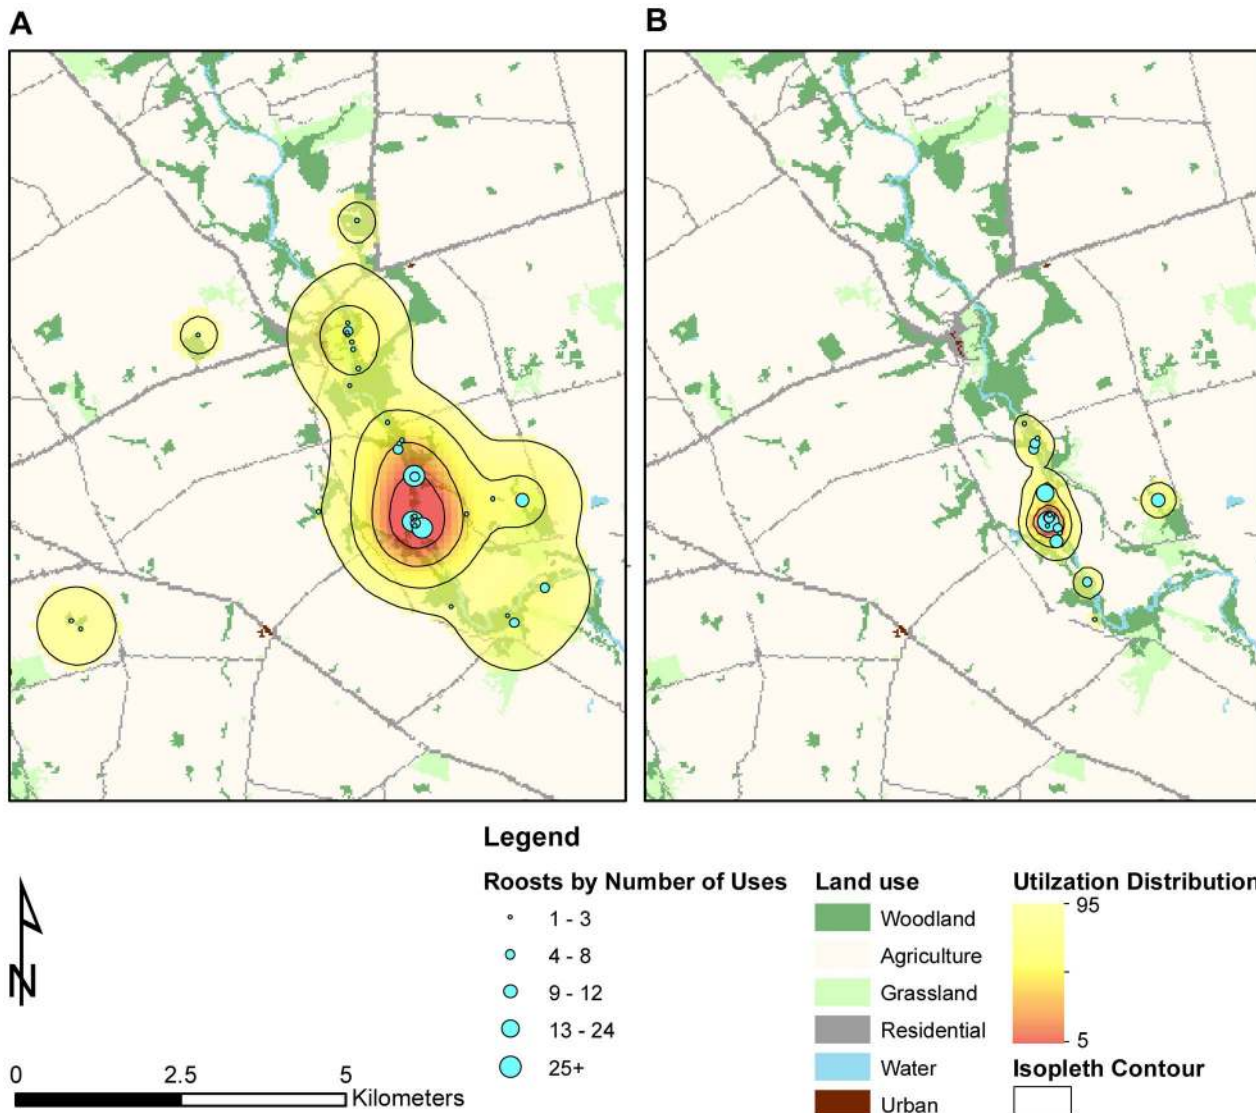 A
B
Legend
Roosts by Number of Uses
1 - 3
4 - 8
9 - 12
13 - 24
25+
Land use
Woodland
Agriculture
Grassland
Residential
Water
Urban
Utilzation Distribution
95
5
Isopleth Contour
N
0 2.5 5
Kilometers